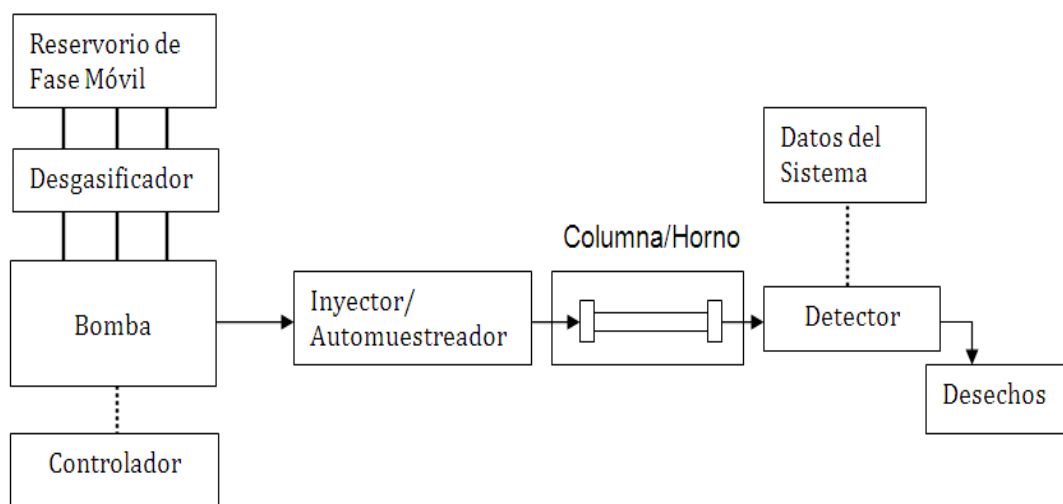 Reservorio de
Fase Móvil
Desgasificador
Bomba
Controlador
Inyector/
Automuestreador
Columna/Horno
Datos del
Sistema
Detector
Desechos